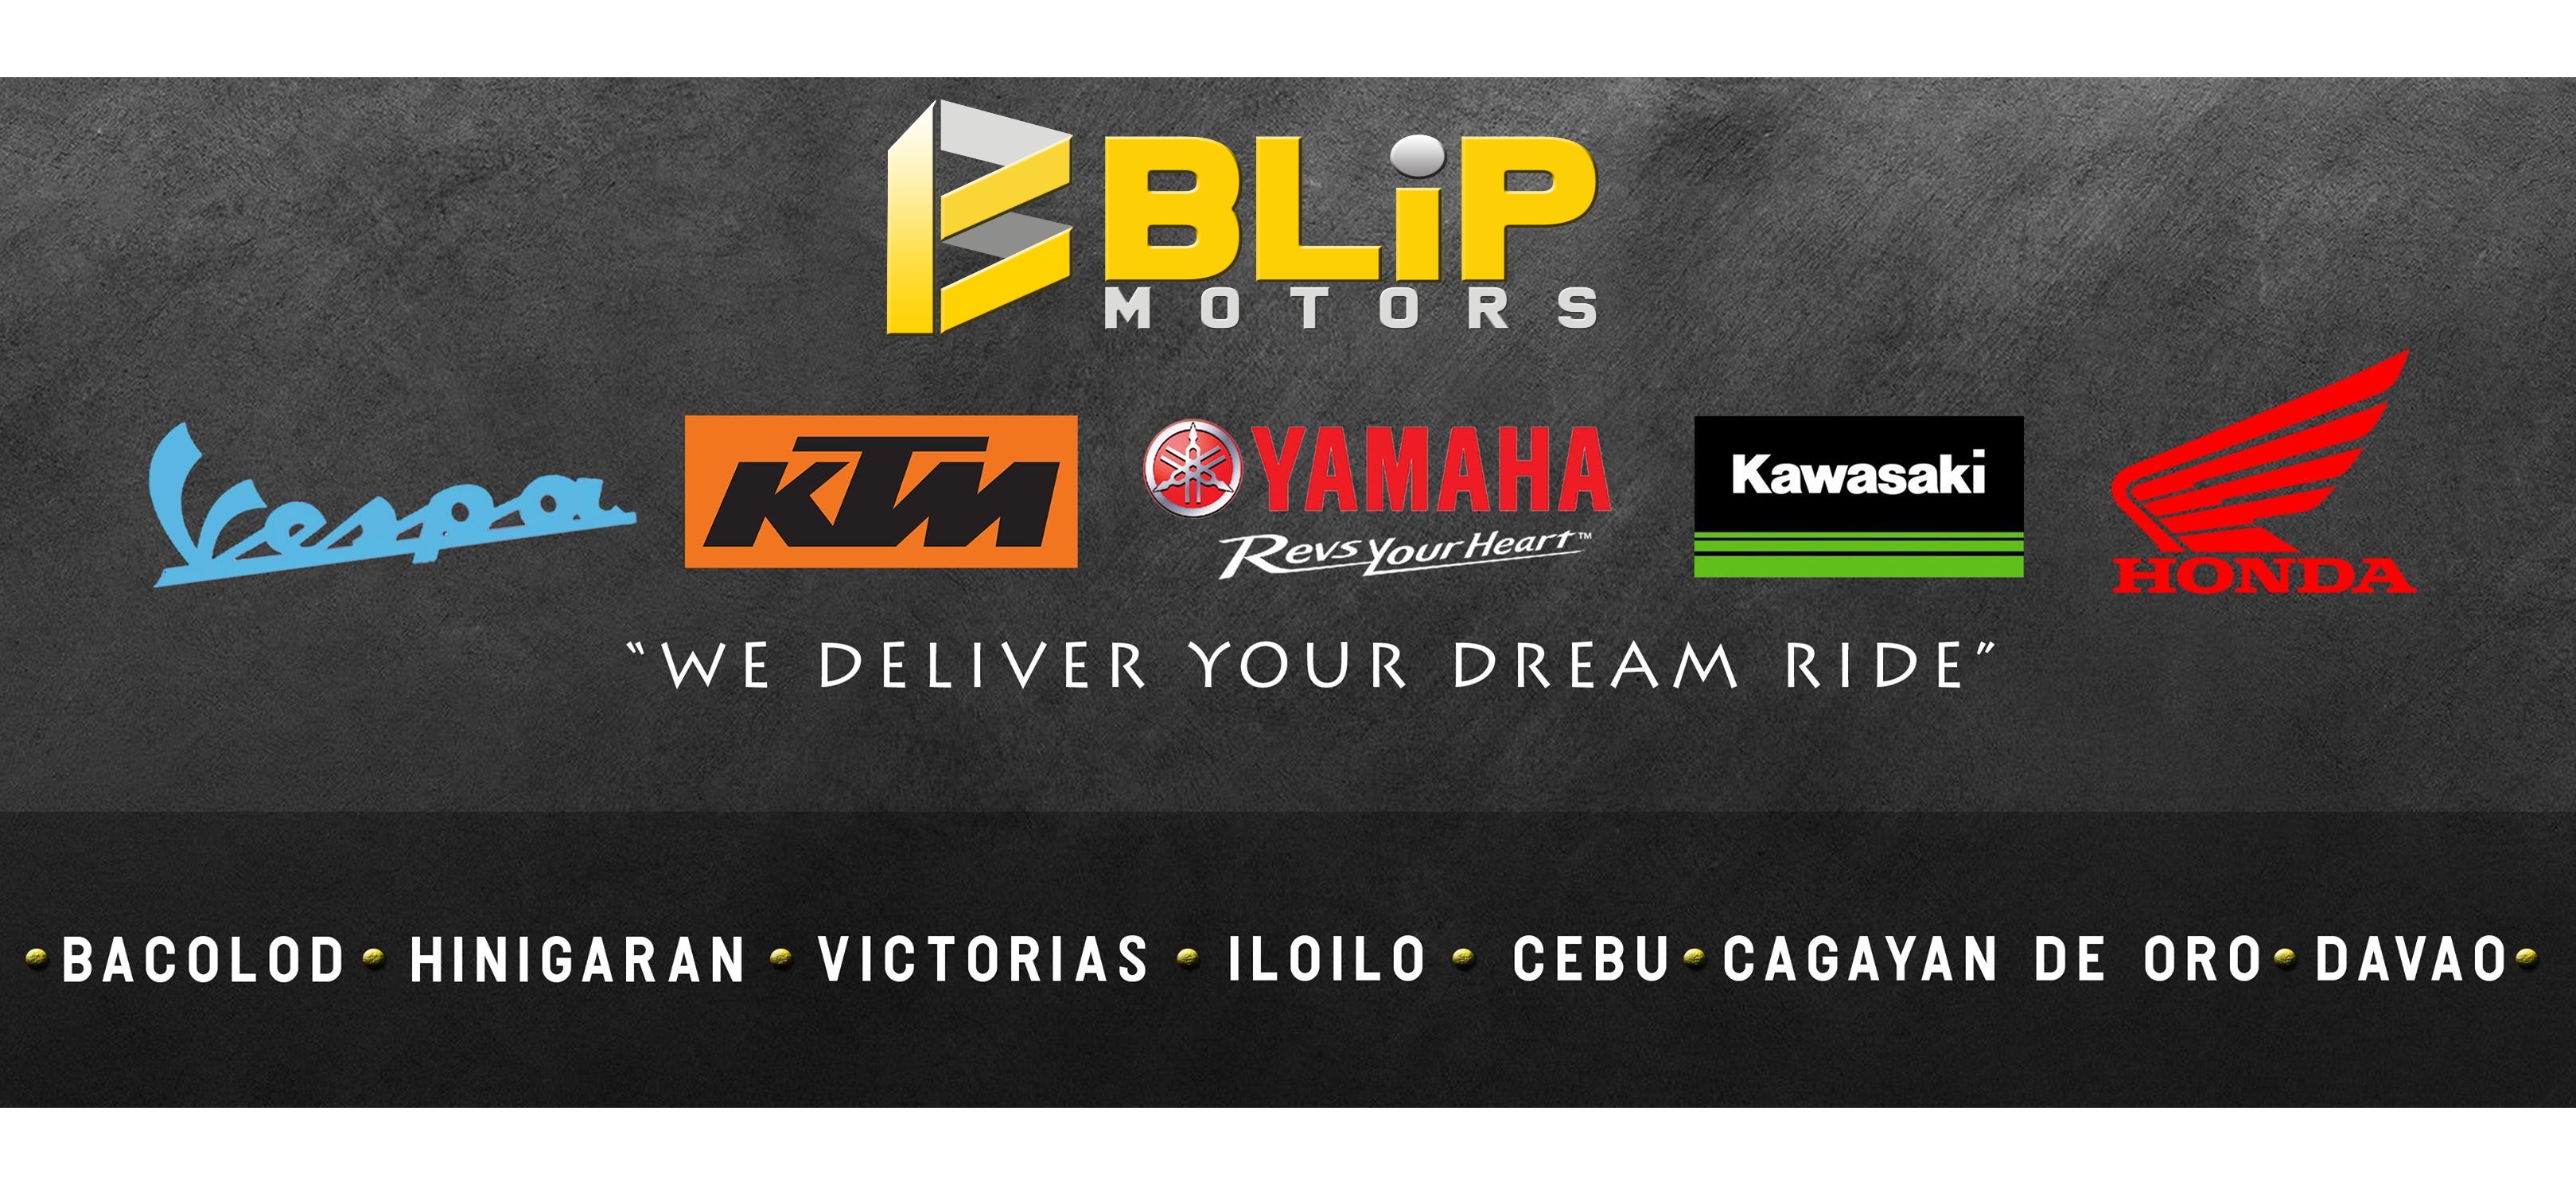 BLiP
MOTORS
Vespa
KTM
YAMAHA
Revs Your Heart™
Kawasaki
HONDA
"WE DELIVER YOUR DREAM RIDE"
•BACOLOD• HINIGARAN • VICTORIAS • ILOILO • CEBU•CAGAYAN DE ORO•DAVAO•